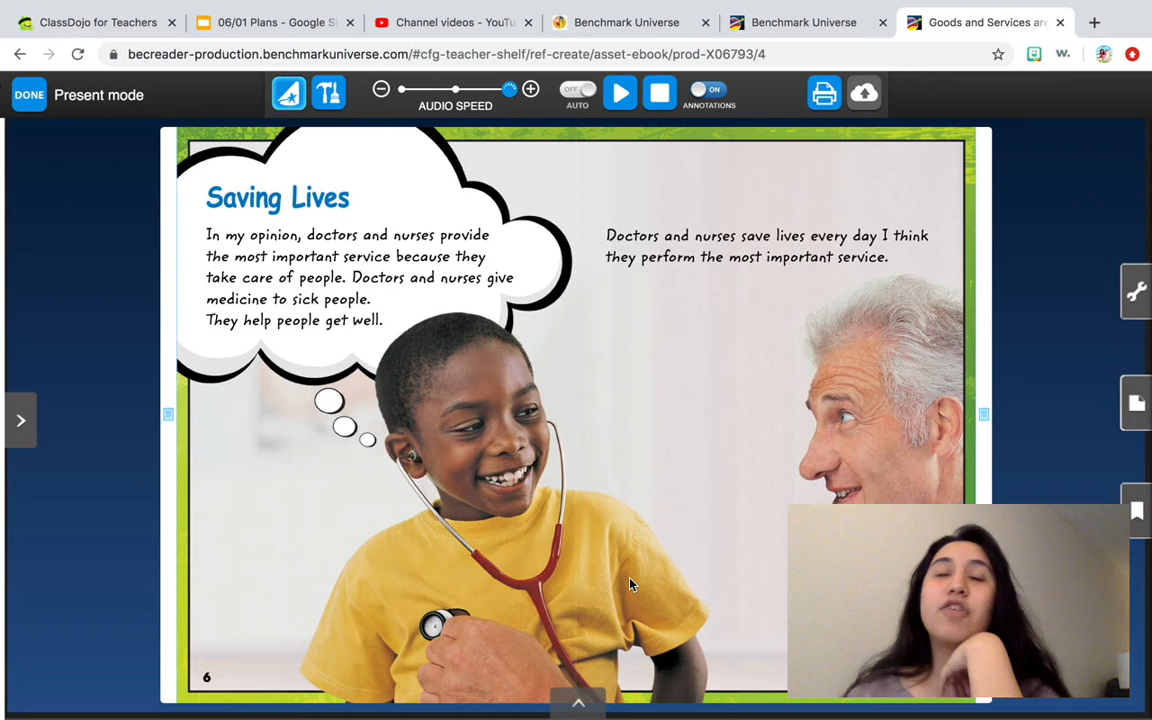 ClassDojo for Teachers
06/01 Plans - Google S
Channel videos - YouTu
Benchmark Universe
Benchmark Universe
Goods and Services are
becreader-production.benchmarkuniverse.com/#cfg-teacher-shelf/ref-create/asset-ebook/prod-X06793/4
W.
DONE
Present mode
AUDIO SPEED
OFF
AUTO
ON
ANNOTATIONS
Saving Lives
In my opinion, doctors and nurses provide
the most important service because they
take care of people. Doctors and nurses give
medicine to sick people.
They help people get well.
Doctors and nurses save lives every day I think
they perform the most important service.
6